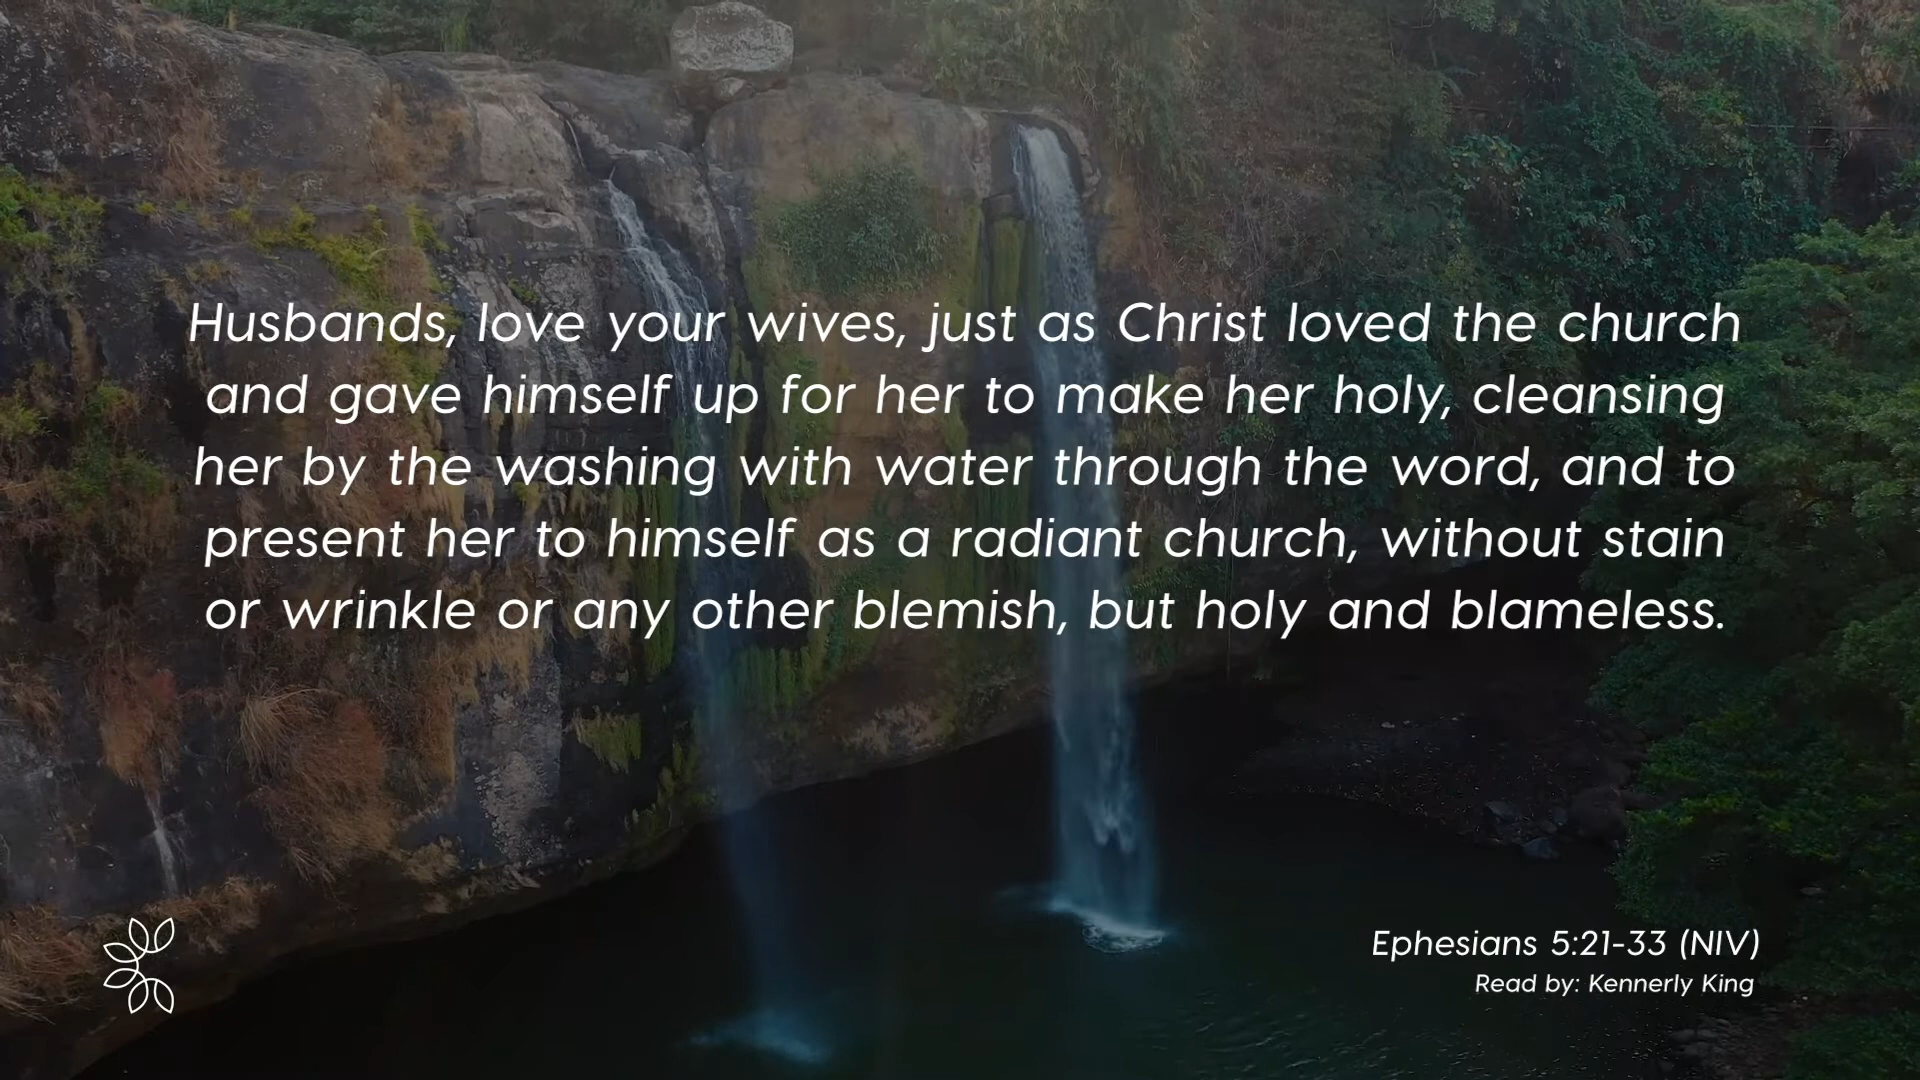 Husbands, love your wives, just as Christ loved the church
and gave himself up for her to make her holy, cleansing
her by the washing with water through the word, and to
present her to himself as a radiant church, without stain
or wrinkle or any other blemish, but holy and blameless.
Ephesians 5:21-33 (NIV)
Read by: Kennerly King